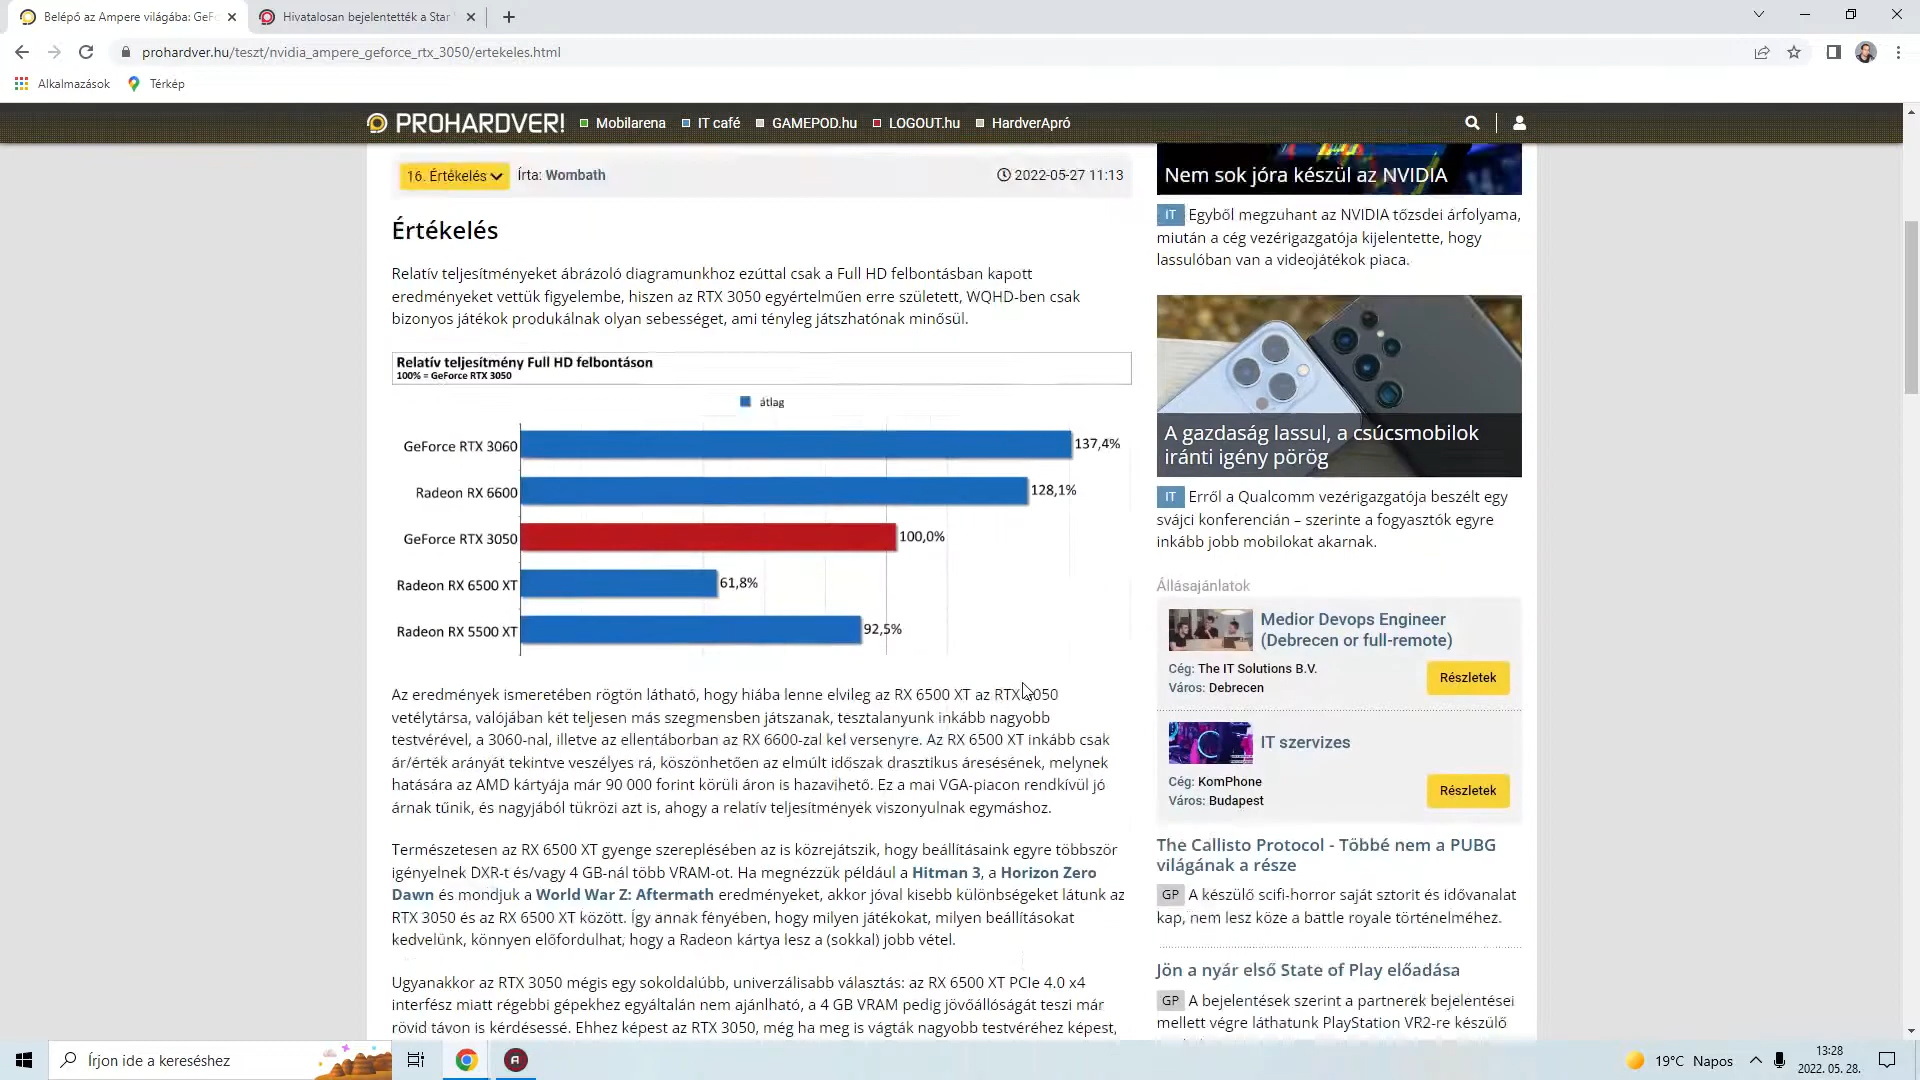 Belépő az Ampere világába: GeF
Hivatalosan bejelentették a Star
prohardver.hu/teszt/nvidia_ampere_geforce_rtx_3050/ertekeles.html
Alkalmazások
Térkép
PROHARDVER!
Mobilarena
IT café
GAMEPOD.hu
LOGOUT.hu
HardverApró
16. Értékelés
Írta: Wombath
2022-05-27 11:13
Értékelés
Relatív teljesítményeket ábrázoló diagramunkhoz ezúttal csak a Full HD felbontásban kapott
eredményeket vettük figyelembe, hiszen az RTX 3050 egyértelműen erre született, WQHD-ben csak
bizonyos játékok produkálnak olyan sebességet, ami tényleg játszhatónak minősül.
Relatív teljesítmény Full HD felbontáson
100% = GeForce RTX 3050
átlag
GeForce RTX 3060
137,4%
Radeon RX 6600
128,1%
GeForce RTX 3050
100,0%
Radeon RX 6500 XT
61,8%
Radeon RX 5500 XT
92,5%
Az eredmények ismeretében rögtön látható, hogy hiába lenne elvileg az RX 6500 XT az RTX 3050
vetélytársa, valójában két teljesen más szegmensben játszanak, tesztalanyunk inkább nagyobb
testvérével, a 3060-nal, illetve az ellentáborban az RX 6600-zal kel versenyre. Az RX 6500 XT inkább csak
ár/érték arányát tekintve veszélyes rá, köszönhetően az elmúlt időszak drasztikus áresésének, melynek
hatására az AMD kártyája már 90 000 forint körüli áron is hazavihető. Ez a mai VGA-piacon rendkívül jó
árnak tűnik, és nagyjából tükrözi azt is, ahogy a relatív teljesítmények viszonyulnak egymáshoz.
Természetesen az RX 6500 XT gyenge szereplésében az is közrejátszik, hogy beállításaink egyre többször
igényelnek DXR-t és/vagy 4 GB-nál több VRAM-ot. Ha megnézzük például a Hitman 3, a Horizon Zero
Dawn és mondjuk a World War Z: Aftermath eredményeket, akkor jóval kisebb különbségeket látunk az
RTX 3050 és az RX 6500 XT között. Így annak fényében, hogy milyen játékokat, milyen beállításokat
kedvelünk, könnyen előfordulhat, hogy a Radeon kártya lesz a (sokkal) jobb vétel.
Ugyanakkor az RTX 3050 mégis egy sokoldalúbb, univerzálisabb választás: az RX 6500 XT PCIe 4.0 x4
interfész miatt régebbi gépekhez egyáltalán nem ajánlható, a 4 GB VRAM pedig jövőállóságát teszi már
rövid távon is kérdésessé. Ehhez képest az RTX 3050, még ha meg is vágták nagyobb testvéréhez képest,
Nem sok jóra készül az NVIDIA
IT Egyből megzuhant az NVIDIA tőzsdei árfolyama,
miután a cég vezérigazgatója kijelentette, hogy
lassulóban van a videojátékok piaca.
A gazdaság lassul, a csúcsmobilok
iránti igény pörög
IT Erről a Qualcomm vezérigazgatója beszélt egy
svájci konferencián – szerinte a fogyasztók egyre
inkább jobb mobilokat akarnak.
Állásajánlatok
Medior Devops Engineer
(Debrecen or full-remote)
Cég: The IT Solutions B.V.
Város: Debrecen
Részletek
IT szervizes
Cég: KomPhone
Város: Budapest
Részletek
The Callisto Protocol - Többé nem a PUBG
világának a része
GP A készülő scifi-horror saját sztorit és idővanalat
kap, nem lesz köze a battle royale történelméhez.
Jön a nyár első State of Play előadása
GP A bejelentések szerint a partnerek bejelentései
mellett végre láthatunk PlayStation VR2-re készülő
Írjon ide a kereséshez
19°C Napos
13:28
2022. 05. 28.